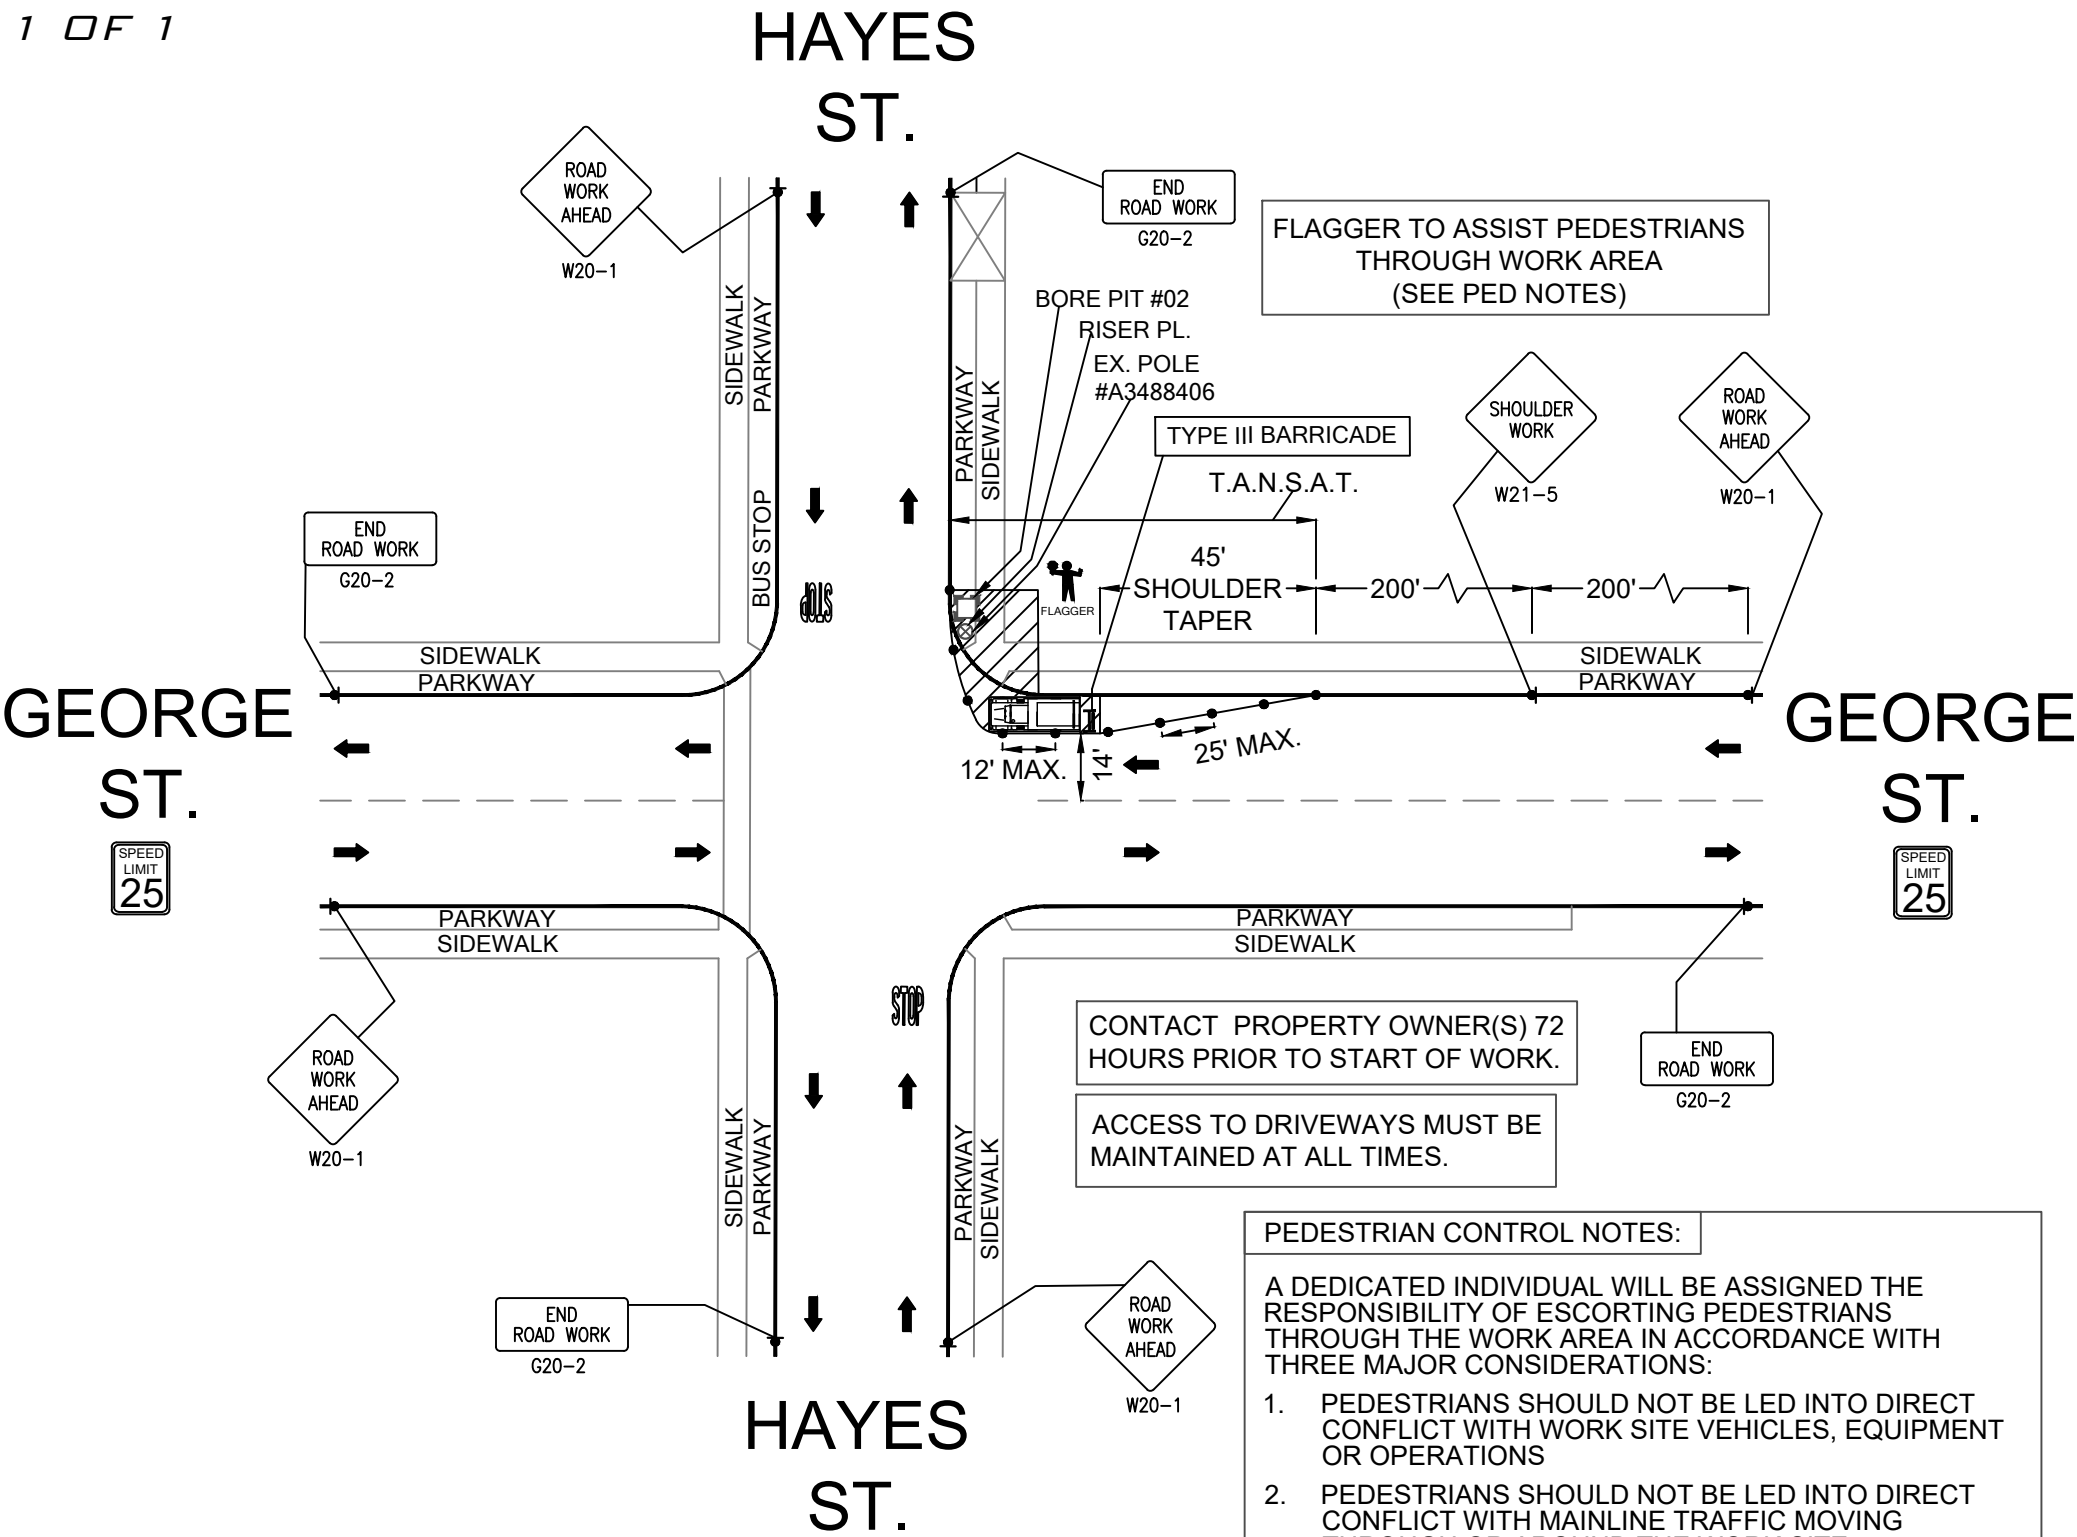 1 OF 1
HAYES
ST.
ROAD
WORK
AHEAD
W20-1
END
ROAD WORK
G20-2
FLAGGER TO ASSIST PEDESTRIANS
THROUGH WORK AREA
(SEE PED NOTES)
SIDEWALK
PARKWAY
BUS STOP
STOP
BORE PIT #02
RISER PL.
EX. POLE
#A3488406
PARKWAY
SIDEWALK
TYPE III BARRICADE
T.A.N.S.A.T.
SHOULDER
WORK
W21-5
ROAD
WORK
AHEAD
W20-1
END
ROAD WORK
G20-2
FLAGGER
45'
SHOULDER
TAPER
200'
200'
SIDEWALK
PARKWAY
SIDEWALK
PARKWAY
GEORGE
ST.
SPEED
LIMIT
25
12' MAX.
14'
25' MAX.
GEORGE
ST.
SPEED
LIMIT
25
PARKWAY
SIDEWALK
PARKWAY
SIDEWALK
STOP
ROAD
WORK
AHEAD
W20-1
CONTACT PROPERTY OWNER(S) 72
HOURS PRIOR TO START OF WORK.
END
ROAD WORK
G20-2
ACCESS TO DRIVEWAYS MUST BE
MAINTAINED AT ALL TIMES.
SIDEWALK
PARKWAY
PARKWAY
SIDEWALK
END
ROAD WORK
G20-2
ROAD
WORK
AHEAD
W20-1
HAYES
ST.
PEDESTRIAN CONTROL NOTES:
A DEDICATED INDIVIDUAL WILL BE ASSIGNED THE
RESPONSIBILITY OF ESCORTING PEDESTRIANS
THROUGH THE WORK AREA IN ACCORDANCE WITH
THREE MAJOR CONSIDERATIONS:
1. PEDESTRIANS SHOULD NOT BE LED INTO DIRECT
CONFLICT WITH WORK SITE VEHICLES, EQUIPMENT
OR OPERATIONS
2. PEDESTRIANS SHOULD NOT BE LED INTO DIRECT
CONFLICT WITH MAINLINE TRAFFIC MOVING